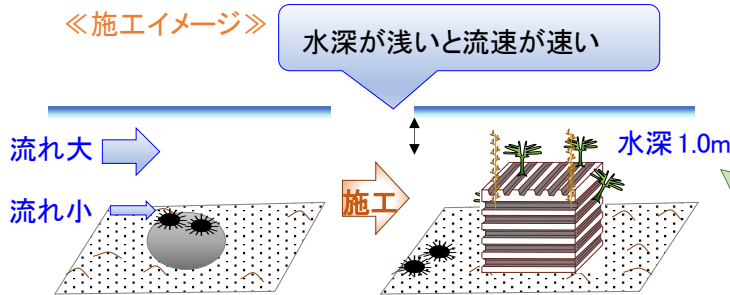 ≪施工イメージ≫
水深が浅いと流速が速い
流れ大
流れ小
施工
水深1.0m